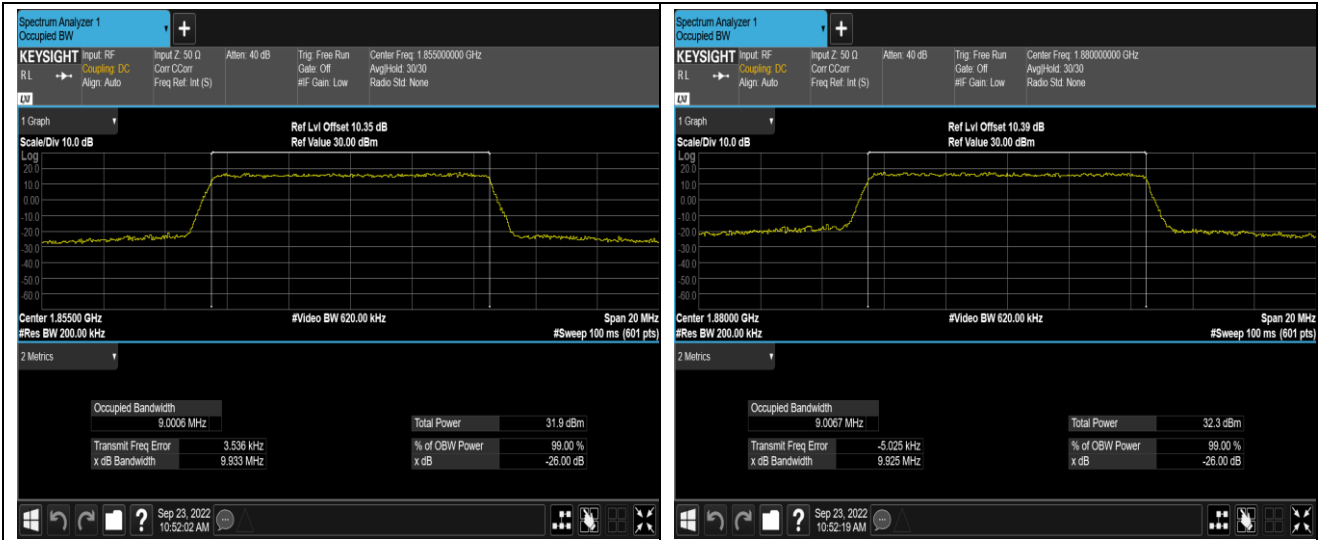 Spectrum Analyzer 1
Occupied BW
+
KEYSIGHT Input: RF Input Z: 50 Ω Atten: 40 dB Trig: Free Run Center Freq: 1.855000000 GHz
RL Coupling: DC Corr CCorr Gate: Off Avg|Hold: 30/30
Align: Auto Freq Ref: Int (S) #IF Gain: Low Radio Std: None
LXI
1 Graph
Ref Lvl Offset 10.35 dB
Scale/Div 10.0 dB Ref Value 30.00 dBm
Log
20.0
10.0
0.00
-10.0
-20.0
-30.0
-40.0
-50.0
-60.0
Center 1.85500 GHz #Video BW 620.00 kHz Span 20 MHz
#Res BW 200.00 kHz #Sweep 100 ms (601 pts)
2 Metrics
Occupied Bandwidth
9.0006 MHz Total Power 31.9 dBm
Transmit Freq Error 3.536 kHz % of OBW Power 99.00 %
x dB Bandwidth 9.933 MHz x dB -26.00 dB
? Sep 23, 2022
10:52:02 AM
Spectrum Analyzer 1
Occupied BW
+
KEYSIGHT Input: RF Input Z: 50 Ω Atten: 40 dB Trig: Free Run Center Freq: 1.880000000 GHz
RL Coupling: DC Corr CCorr Gate: Off Avg|Hold: 30/30
Align: Auto Freq Ref: Int (S) #IF Gain: Low Radio Std: None
LXI
1 Graph
Ref Lvl Offset 10.39 dB
Scale/Div 10.0 dB Ref Value 30.00 dBm
Log
20.0
10.0
0.00
-10.0
-20.0
-30.0
-40.0
-50.0
-60.0
Center 1.88000 GHz #Video BW 620.00 kHz Span 20 MHz
#Res BW 200.00 kHz #Sweep 100 ms (601 pts)
2 Metrics
Occupied Bandwidth
9.0067 MHz Total Power 32.3 dBm
Transmit Freq Error -5.025 kHz % of OBW Power 99.00 %
x dB Bandwidth 9.925 MHz x dB -26.00 dB
? Sep 23, 2022
10:52:19 AM